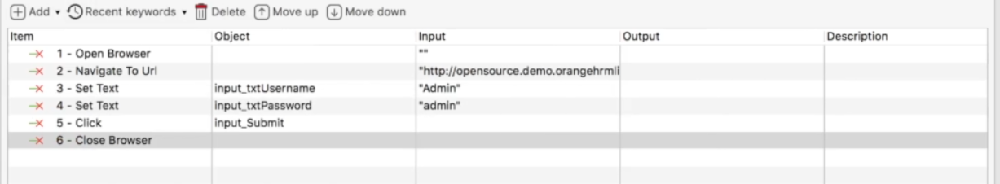 Add Recent keywords Delete Move up Move down
Item Object Input Output Description
1 - Open Browser ""
2 - Navigate To Url "http://opensource.demo.orangehrmli
3 - Set Text input_txtUsername "Admin"
4 - Set Text input_txtPassword "admin"
5 - Click input_Submit
6 - Close Browser